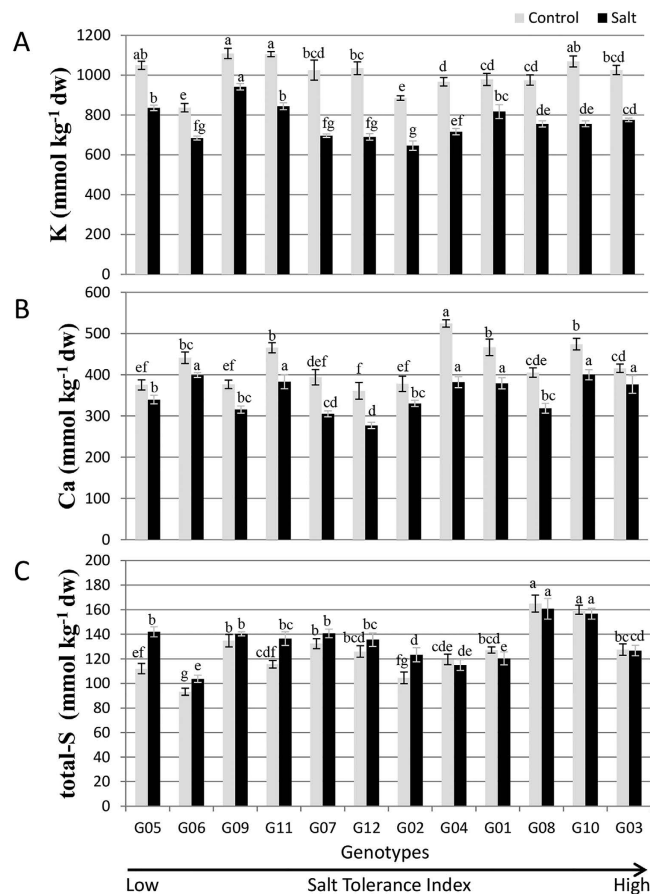 Control Salt
A
K (mmol kg-1 dw)
1200
1000
800
600
400
200
0
ab e a a bcd bc e d cd cd ab bcd
b fg a b fg fg g ef bc de de cd
B
Ca (mmol kg-1 dw)
600
500
400
300
200
100
0
ef bc ef b def f ef a b cde b cd
b a bc a cd d bc a a bc a a
C
total-S (mmol kg-1 dw)
200
180
160
140
120
100
80
60
40
20
0
ef g b cdf b bcd fg cde bcd a a bc
b e b bc b bc d de e a a cd
G05 G06 G09 G11 G07 G12 G02 G04 G01 G08 G10 G03
Genotypes
Low Salt Tolerance Index High